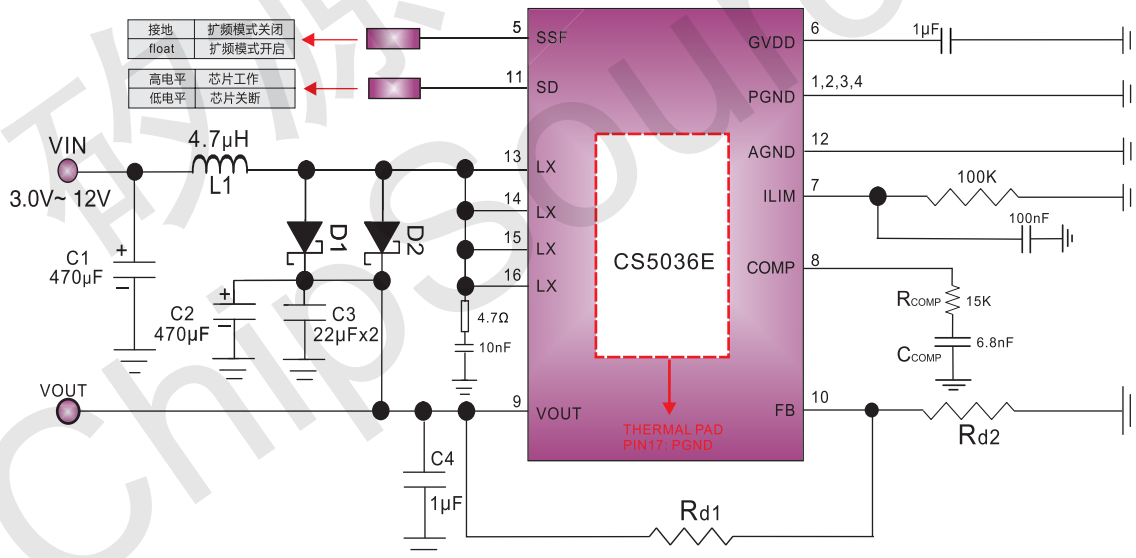 接地 扩频模式关闭
float 扩频模式开启
高电平 芯片工作
低电平 芯片关断
VIN
3.0V~ 12V
4.7μH
L1
C1
470μF
+
−
D1
D2
C2
470μF
+
−
C3
22μFx2
4.7Ω
10nF
VOUT
C4
1μF
5 SSF
11 SD
13 LX
14 LX
15 LX
16 LX
9 VOUT
CS5036E
THERMAL PAD
PIN17: PGND
GVDD 6
1μF
PGND 1,2,3,4
AGND 12
ILIM 7
100K
100nF
COMP 8
RCOMP 15K
CCOMP 6.8nF
FB 10
Rd2
Rd1
矽源
ChipSource